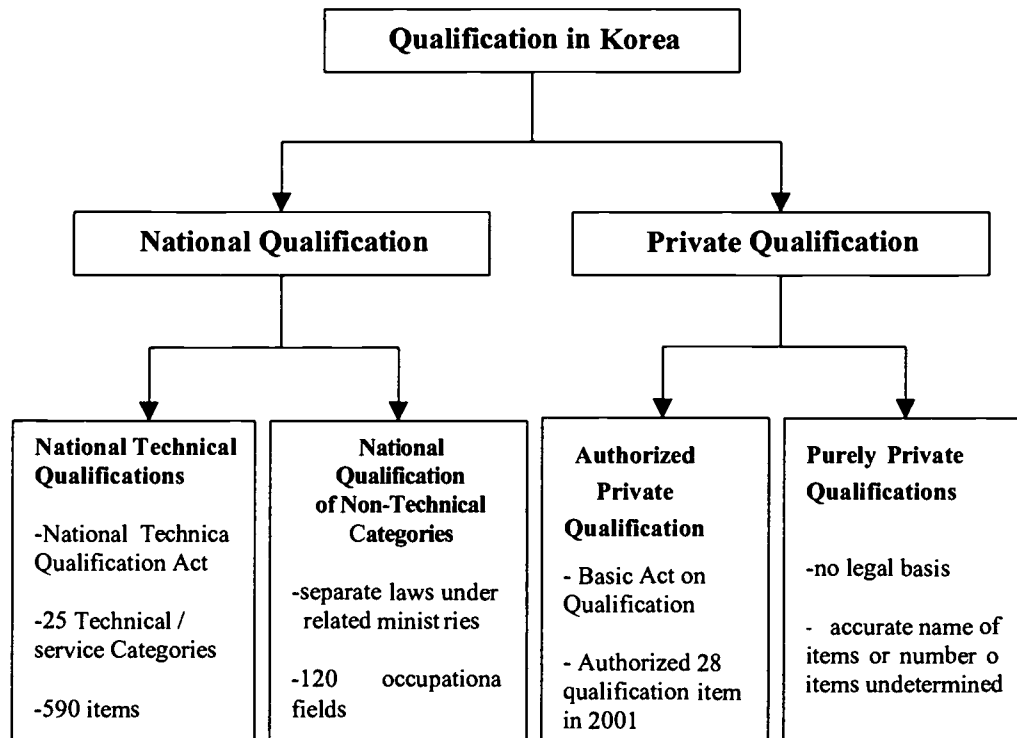 Qualification in Korea
National Qualification
Private Qualification
National Technical
Qualifications
-National Technica
Qualification Act
-25 Technical /
service Categories
-590 items
National
Qualification
of Non-Technical
Categories
-separate laws under
related minist ries
-120 occupationa
fields
Authorized
Private
Qualification
- Basic Act on
Qualification
- Authorized 28
qualification item
in 2001
Purely Private
Qualifications
-no legal basis
- accurate name of
items or number o
items undetermined